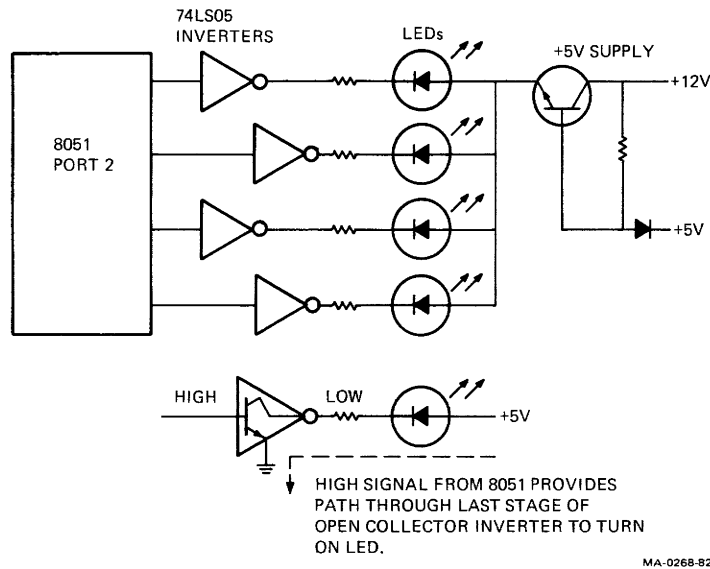 74LS05
INVERTERS
LEDs
+5V SUPPLY
+12V
8051
PORT 2
+5V
HIGH
LOW
+5V
HIGH SIGNAL FROM 8051 PROVIDES
PATH THROUGH LAST STAGE OF
OPEN COLLECTOR INVERTER TO TURN
ON LED.
MA-0268-82